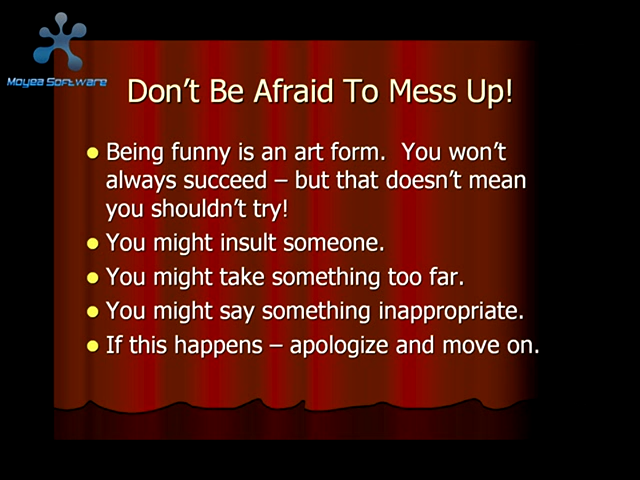 Moyea Software
Don't Be Afraid To Mess Up!
Being funny is an art form.  You won't
always succeed – but that doesn't mean
you shouldn't try!
You might insult someone.
You might take something too far.
You might say something inappropriate.
If this happens – apologize and move on.